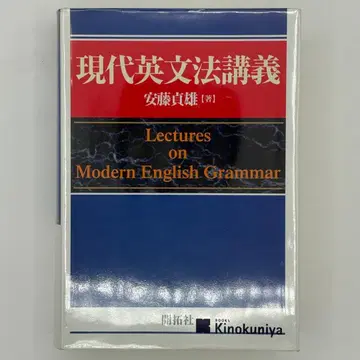 現代英文法講義
安藤貞雄【著】
Lectures
on
Modern English Grammar
開拓社
BOOKS
Kinokuniya